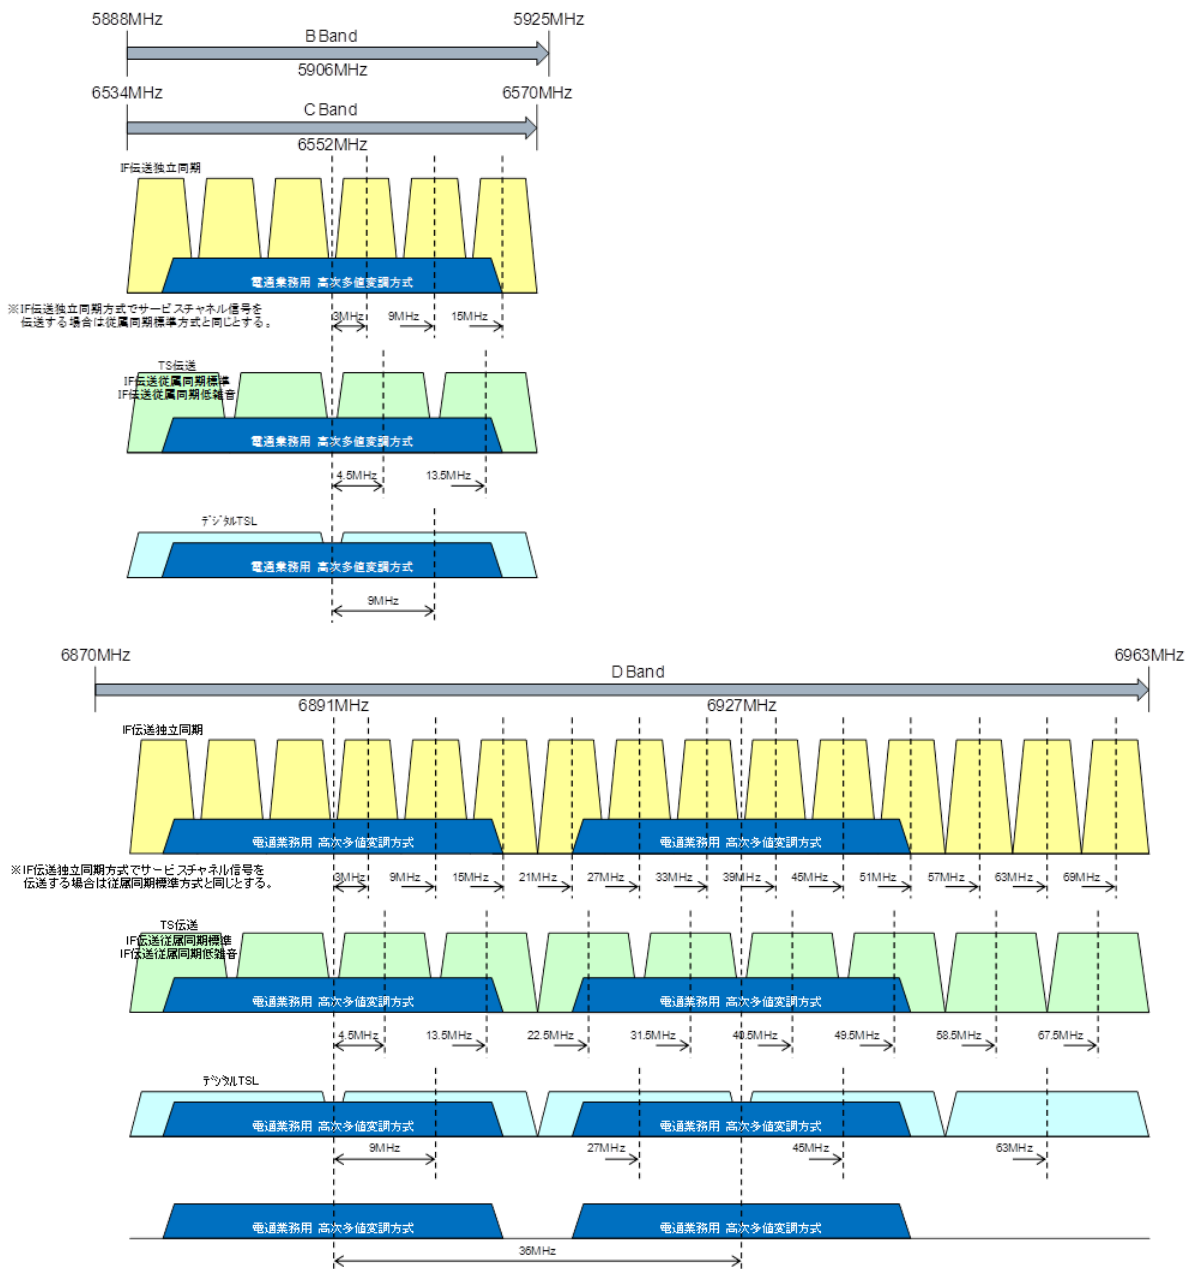 5888MHz 5925MHz
B Band
5906MHz
6534MHz 6570MHz
C Band
6552MHz
IF伝送独立同期
電通業務用 高次多値変調方式
※IF伝送独立同期方式でサービスチャネル信号を
伝送する場合は従属同期標準方式と同じとする。
3MHz 9MHz 15MHz
TS伝送
IF伝送従属同期標準
IF伝送従属同期低雑音
電通業務用 高次多値変調方式
4.5MHz 13.5MHz
デジタルTSL
電通業務用 高次多値変調方式
9MHz
6870MHz 6963MHz
D Band
6891MHz 6927MHz
IF伝送独立同期
電通業務用 高次多値変調方式 電通業務用 高次多値変調方式
※IF伝送独立同期方式でサービスチャネル信号を
伝送する場合は従属同期標準方式と同じとする。
3MHz 9MHz 15MHz 21MHz 27MHz 33MHz 39MHz 45MHz 51MHz 57MHz 63MHz 69MHz
TS伝送
IF伝送従属同期標準
IF伝送従属同期低雑音
電通業務用 高次多値変調方式 電通業務用 高次多値変調方式
4.5MHz 13.5MHz 22.5MHz 31.5MHz 40.5MHz 49.5MHz 58.5MHz 67.5MHz
デジタルTSL
電通業務用 高次多値変調方式 電通業務用 高次多値変調方式
9MHz 27MHz 45MHz 63MHz
電通業務用 高次多値変調方式 電通業務用 高次多値変調方式
36MHz